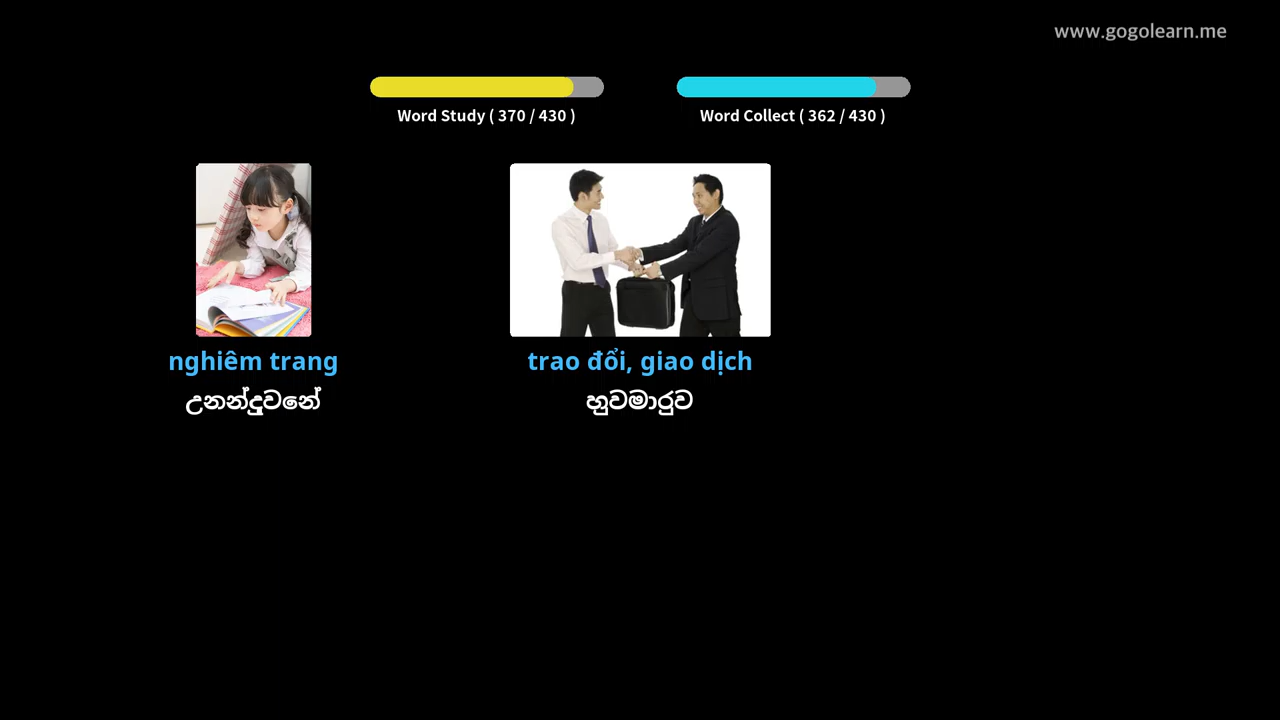 www.gogolearn.me
Word Study ( 370 / 430 )
Word Collect ( 362 / 430 )
nghiêm trang
උනන්දුවනේ
trao đổi, giao dịch
හුවමාරුව